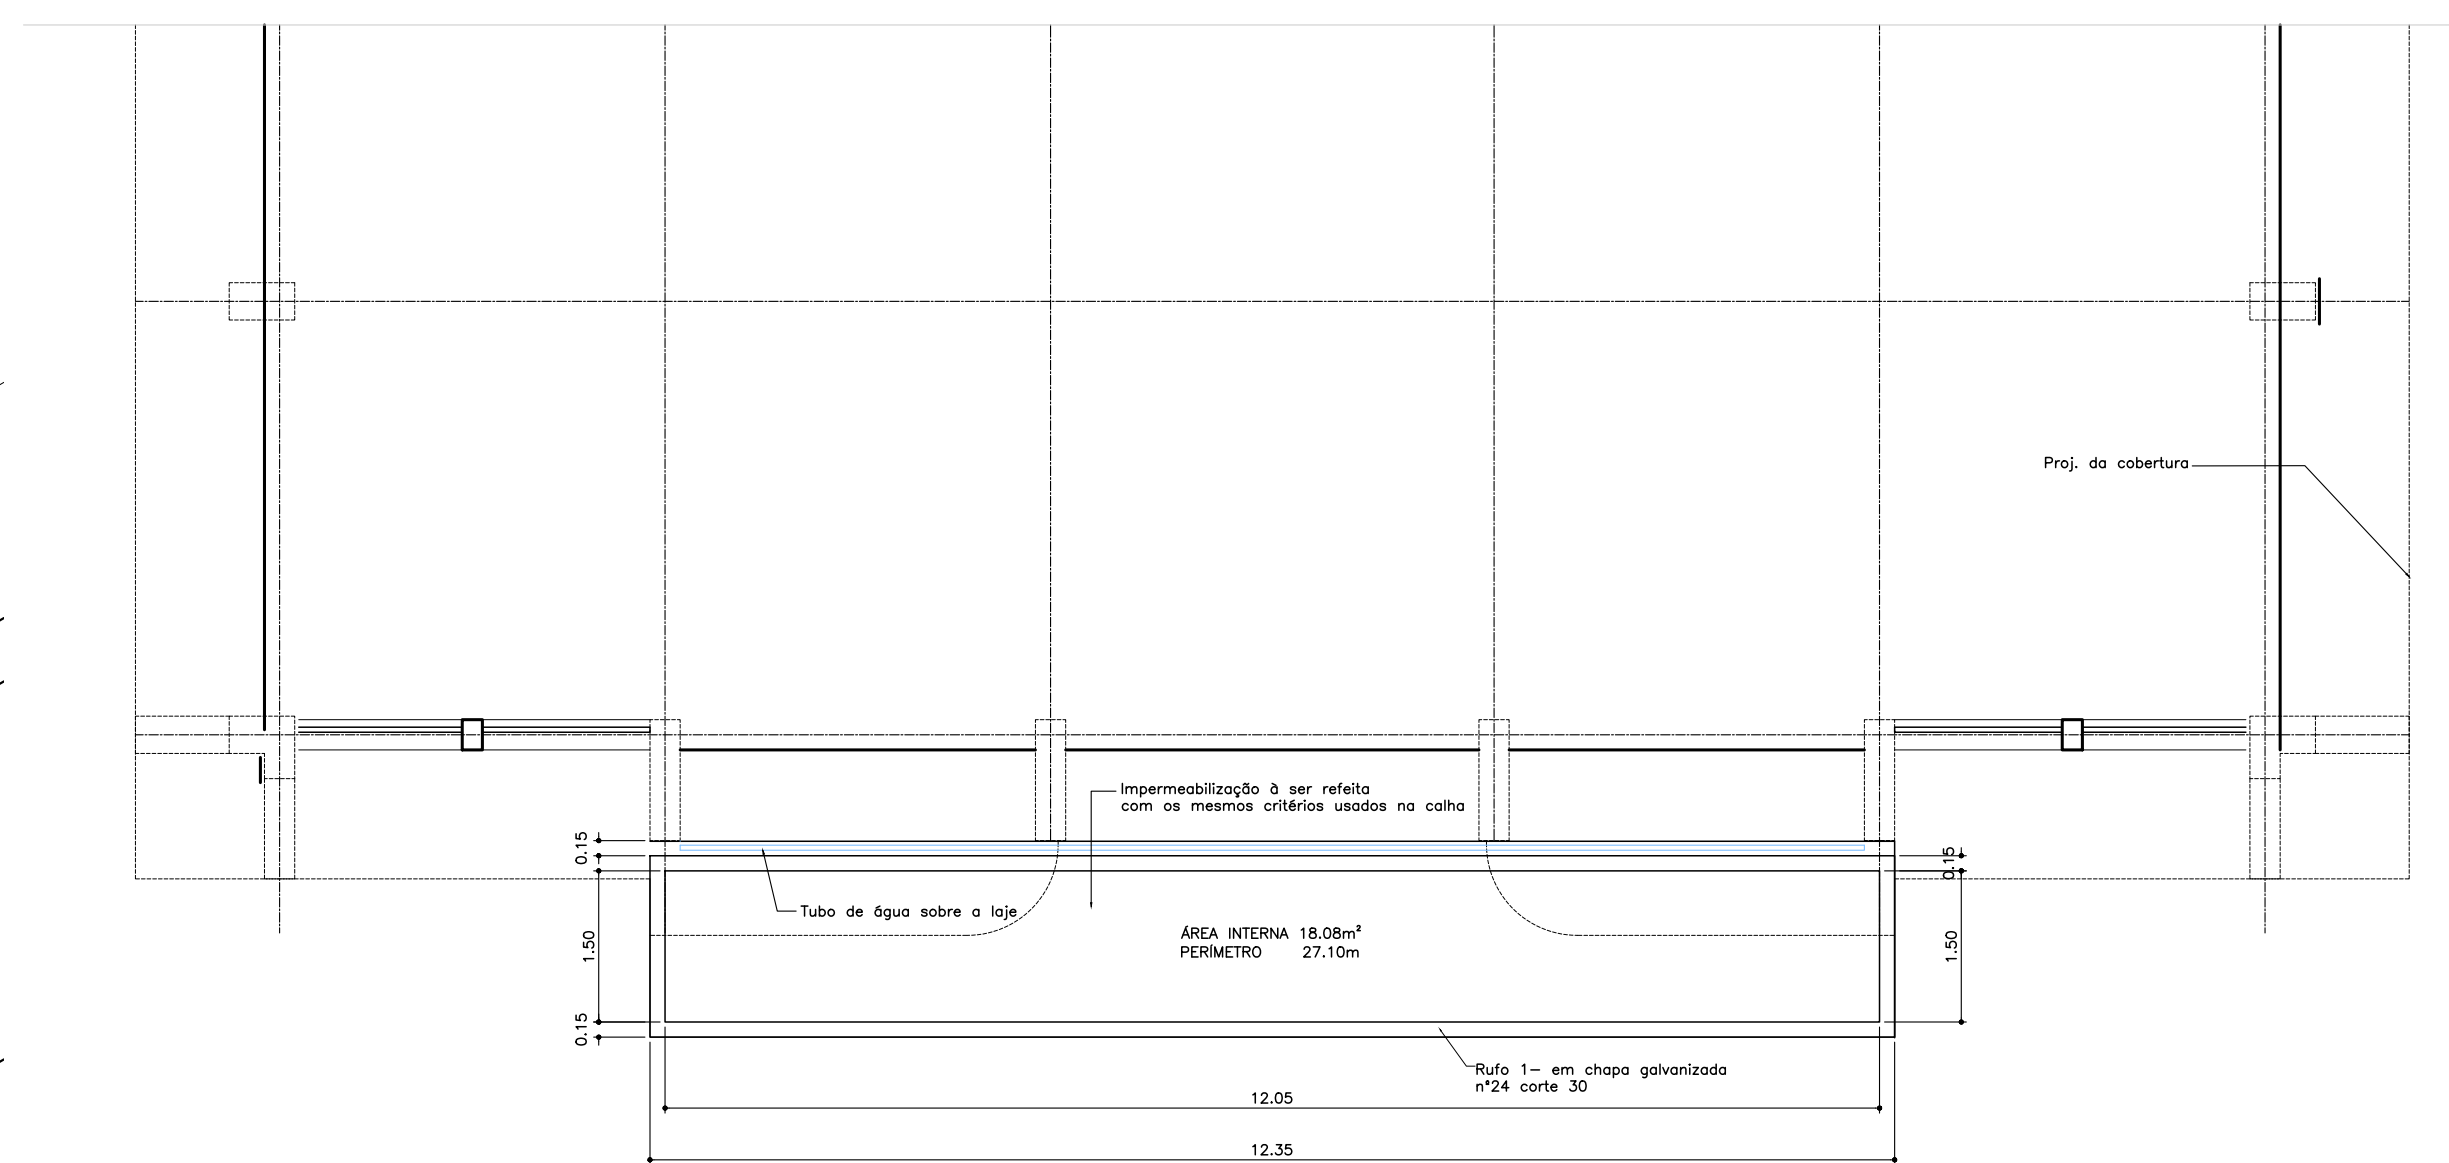 Proj. da cobertura
Impermeabilização à ser refeita
com os mesmos critérios usados na calha
0.15
0.15
Tubo de água sobre a laje
ÁREA INTERNA 18.08m²
PERÍMETRO 27.10m
1.50
1.50
0.15
Rufo 1- em chapa galvanizada
n°24 corte 30
12.05
12.35